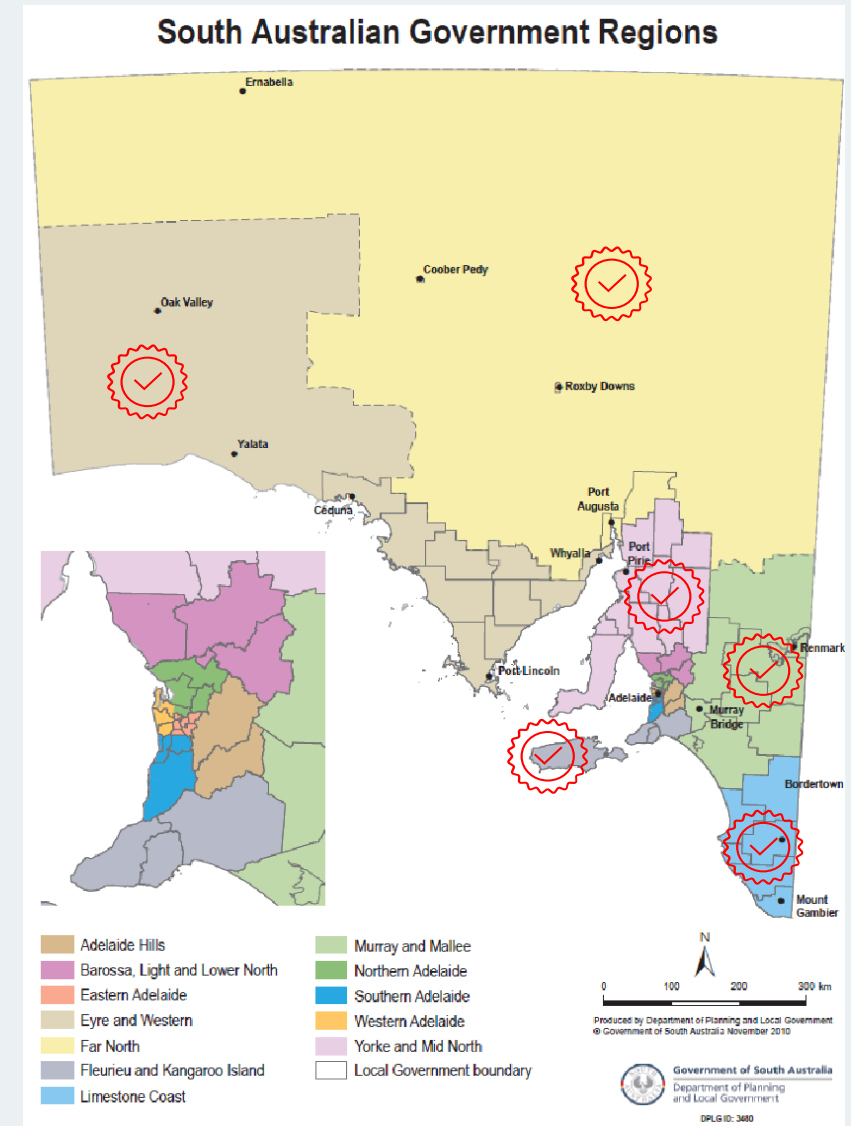 South Australian Government Regions
Ernabella
Coober Pedy
Oak Valley
Roxby Downs
Yalata
Port
Augusta
Ceduna
Whyalla
Port
Pirie
Renmark
Port Lincoln
Adelaide
Murray
Bridge
Bordertown
Mount
Gambier
Adelaide Hills
Barossa, Light and Lower North
Eastern Adelaide
Eyre and Western
Far North
Fleurieu and Kangaroo Island
Limestone Coast
Murray and Mallee
Northern Adelaide
Southern Adelaide
Western Adelaide
Yorke and Mid North
Local Government boundary
N
0 100 200 300 km
Produced by Department of Planning and Local Government
© Government of South Australia November 2010
Government of South Australia
Department of Planning
and Local Government
DPLG ID: 3460